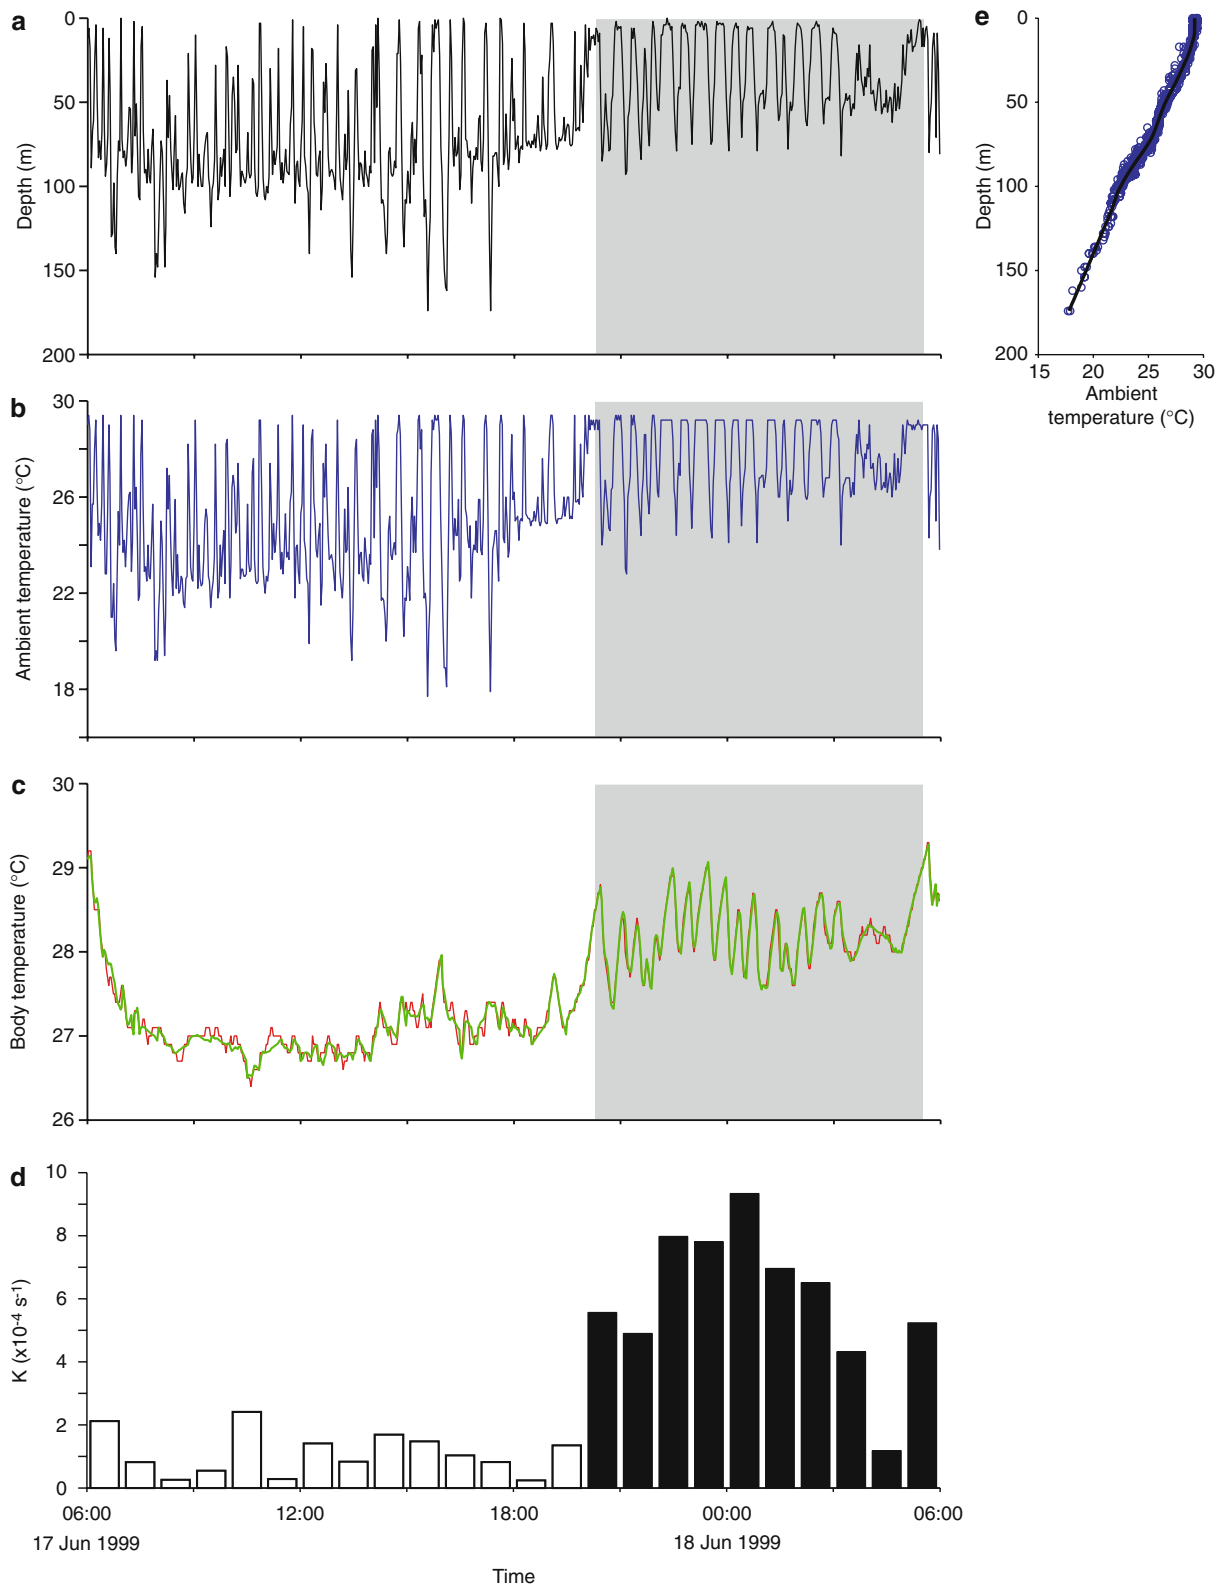 a
0
50
100
150
200
Depth (m)
e
0
50
100
150
200
Depth (m)
15 20 25 30
Ambient
temperature (°C)
b
30
26
22
18
Ambient temperature (°C)
c
30
29
28
27
26
Body temperature (°C)
d
10
8
6
4
2
0
K (x10-4 s-1)
06:00 12:00 18:00 00:00 06:00
17 Jun 1999 18 Jun 1999
Time